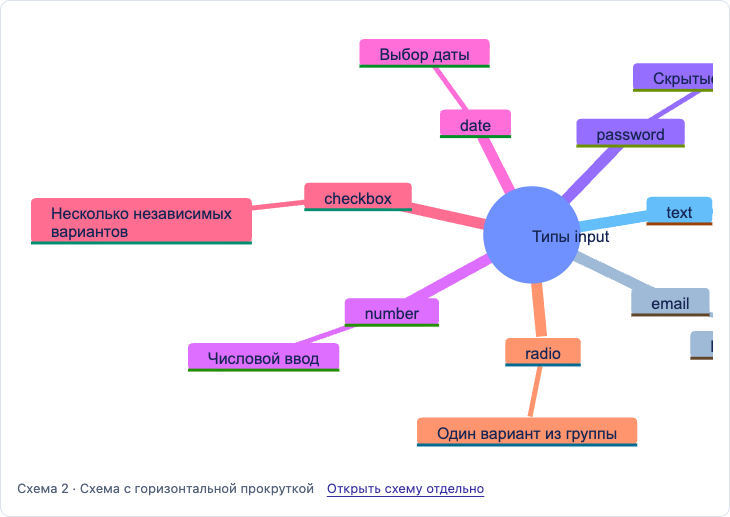 Выбор даты
Скрытые
date
password
checkbox
Несколько независимых
вариантов
text
Типы input
email
number
radio
Числовой ввод
Один вариант из группы
Схема 2 · Схема с горизонтальной прокруткой Открыть схему отдельно